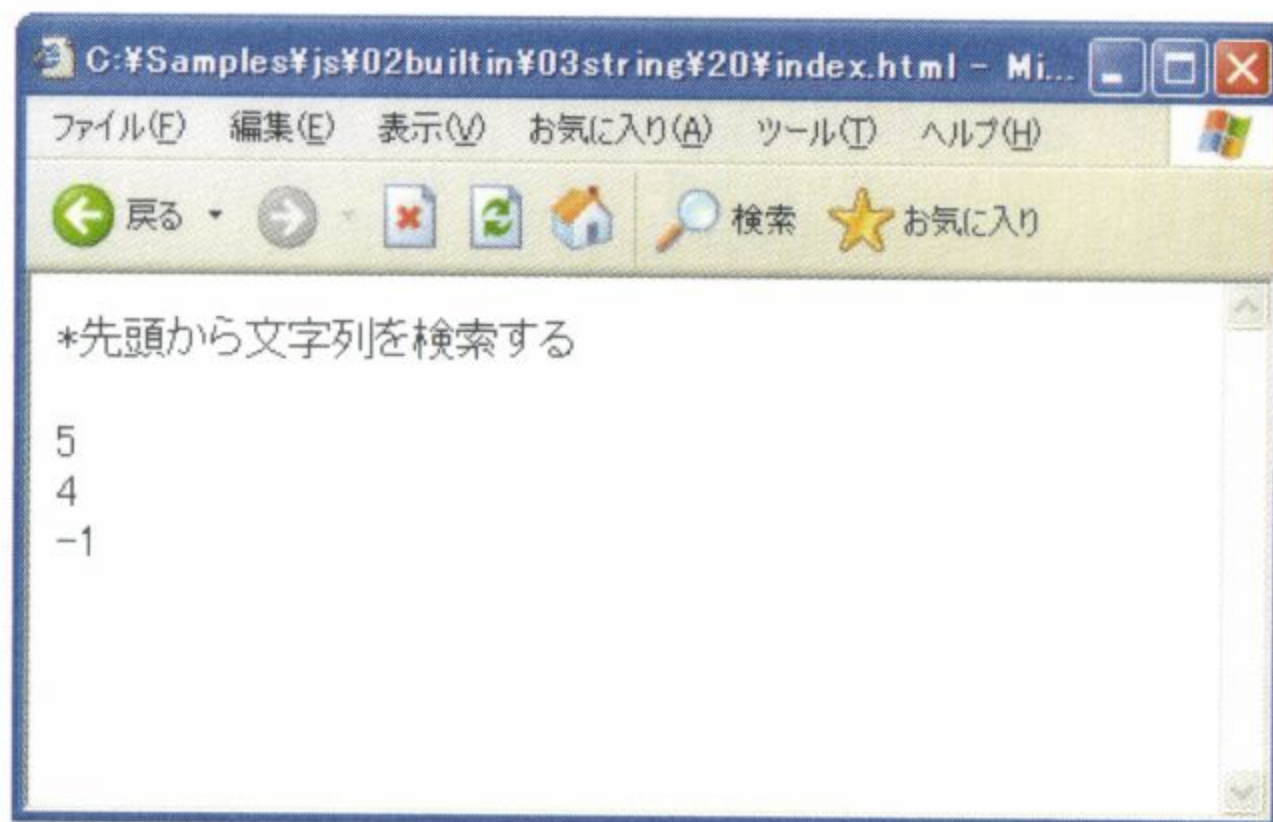 C:¥Samples¥js¥02builtin¥03string¥20¥index.html - Mi...
ファイル(F) 編集(E) 表示(V) お気に入り(A) ツール(T) ヘルプ(H)
戻る 検索 お気に入り
*先頭から文字列を検索する
5
4
-1